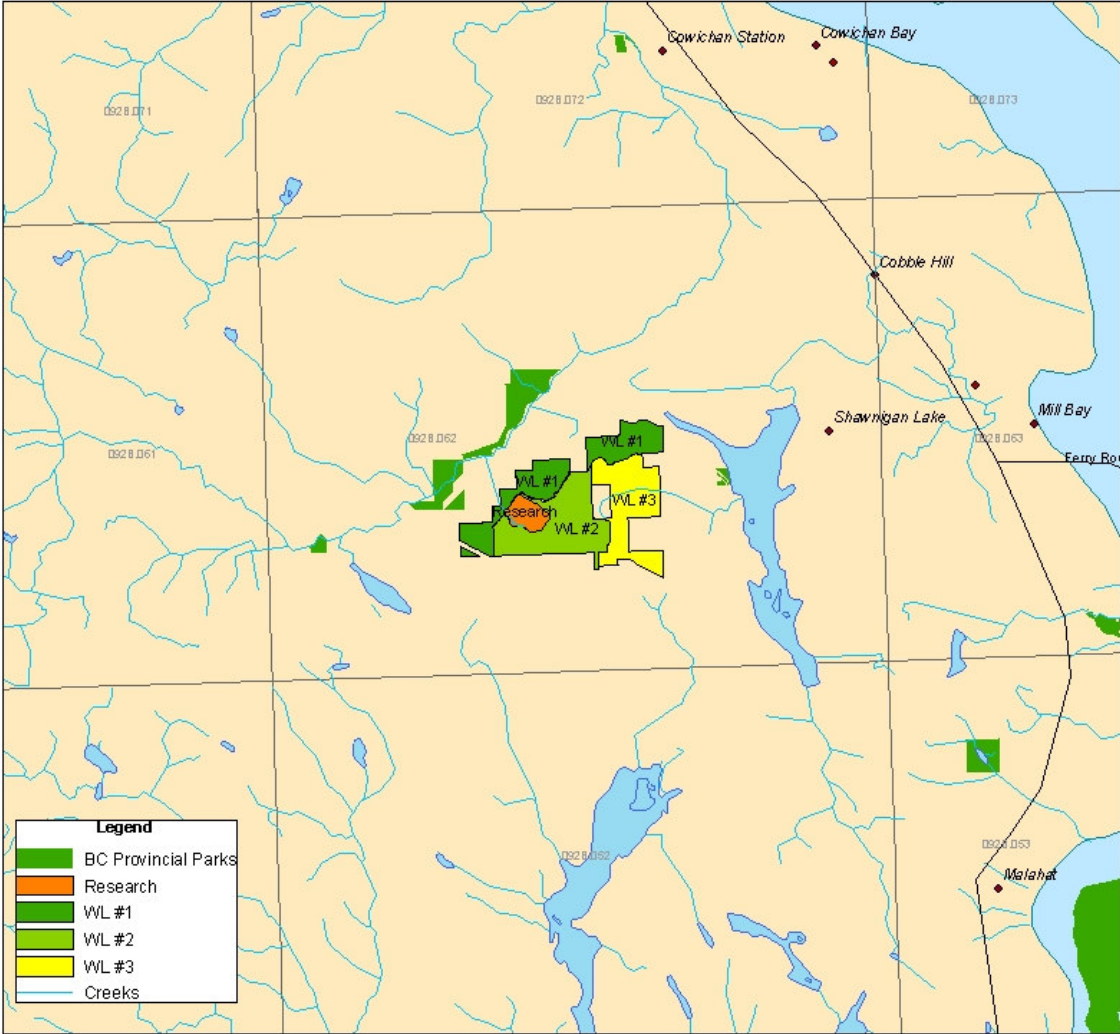 Cowichan Station
Cowichan Bay
092B.071
092B.072
092B.073
Cobble Hill
Shawnigan Lake
Mill Bay
092B.061
092B.062
092B.063
Ferry Rou
WL #1
WL #1
WL #3
Research
WL #2
092B.052
092B.053
Malahat
Legend
BC Provincial Parks
Research
WL #1
WL #2
WL #3
Creeks